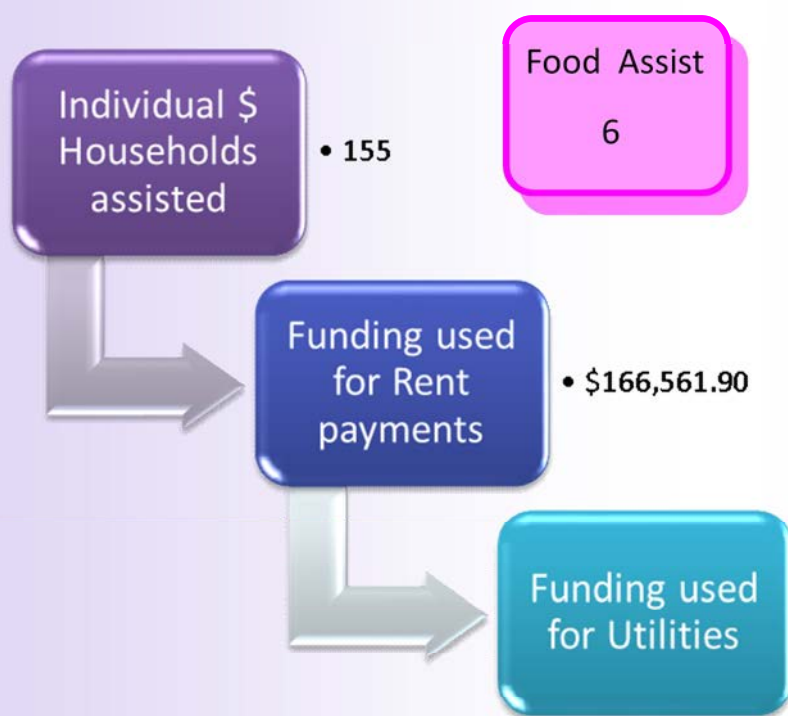 Food Assist
6
Individual $
Households
assisted
• 155
Funding used
for Rent
payments
• $166,561.90
Funding used
for Utilities